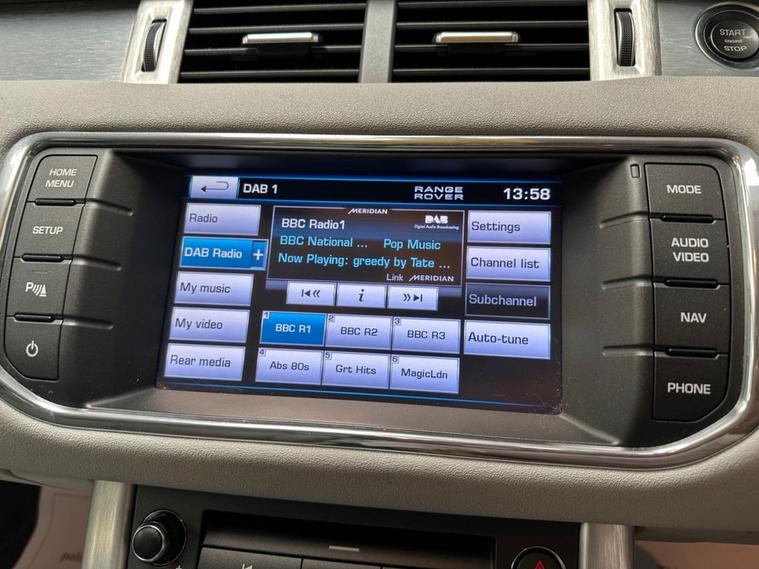 START
ENGINE
STOP
HOME
MENU
SETUP
P
MODE
AUDIO
VIDEO
NAV
PHONE
DAB 1
RANGE
ROVER
13:58
Radio
DAB Radio +
My music
My video
Rear media
MERIDIAN
BBC Radio1
DAB
Digital Audio Broadcasting
BBC National ... Pop Music
Now Playing: greedy by Tate ...
Link MERIDIAN
i
1 BBC R1
2 BBC R2
3 BBC R3
4 Abs 80s
5 Grt Hits
6 MagicLdn
Settings
Channel list
Subchannel
Auto-tune